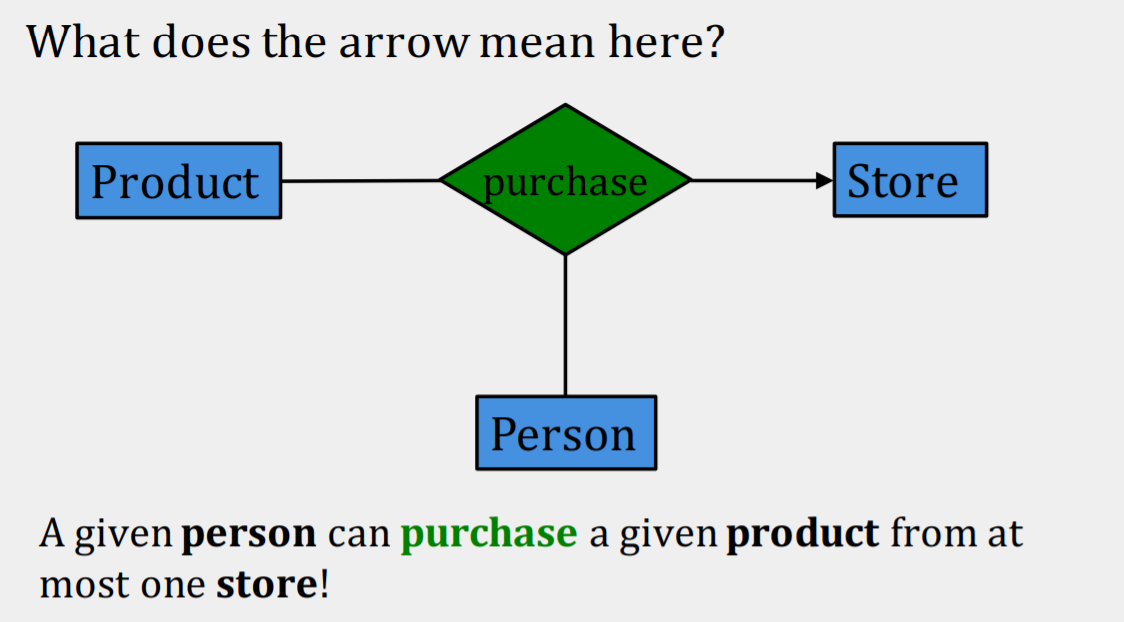 What does the arrow mean here?
Product
purchase
Store
Person
A given person can purchase a given product from at
most one store!